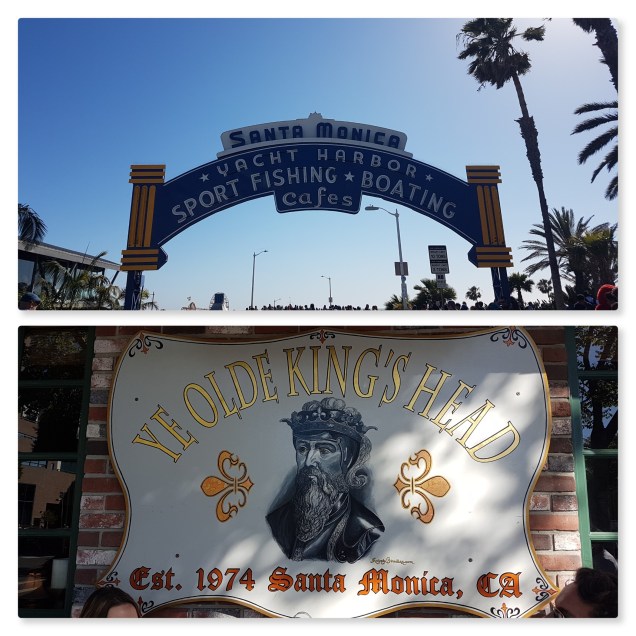 Santa Monica
★ YACHT HARBOR ★
SPORT FISHING ★ BOATING
Cafes
YE OLDE KING'S HEAD
Est. 1974 Santa Monica, CA